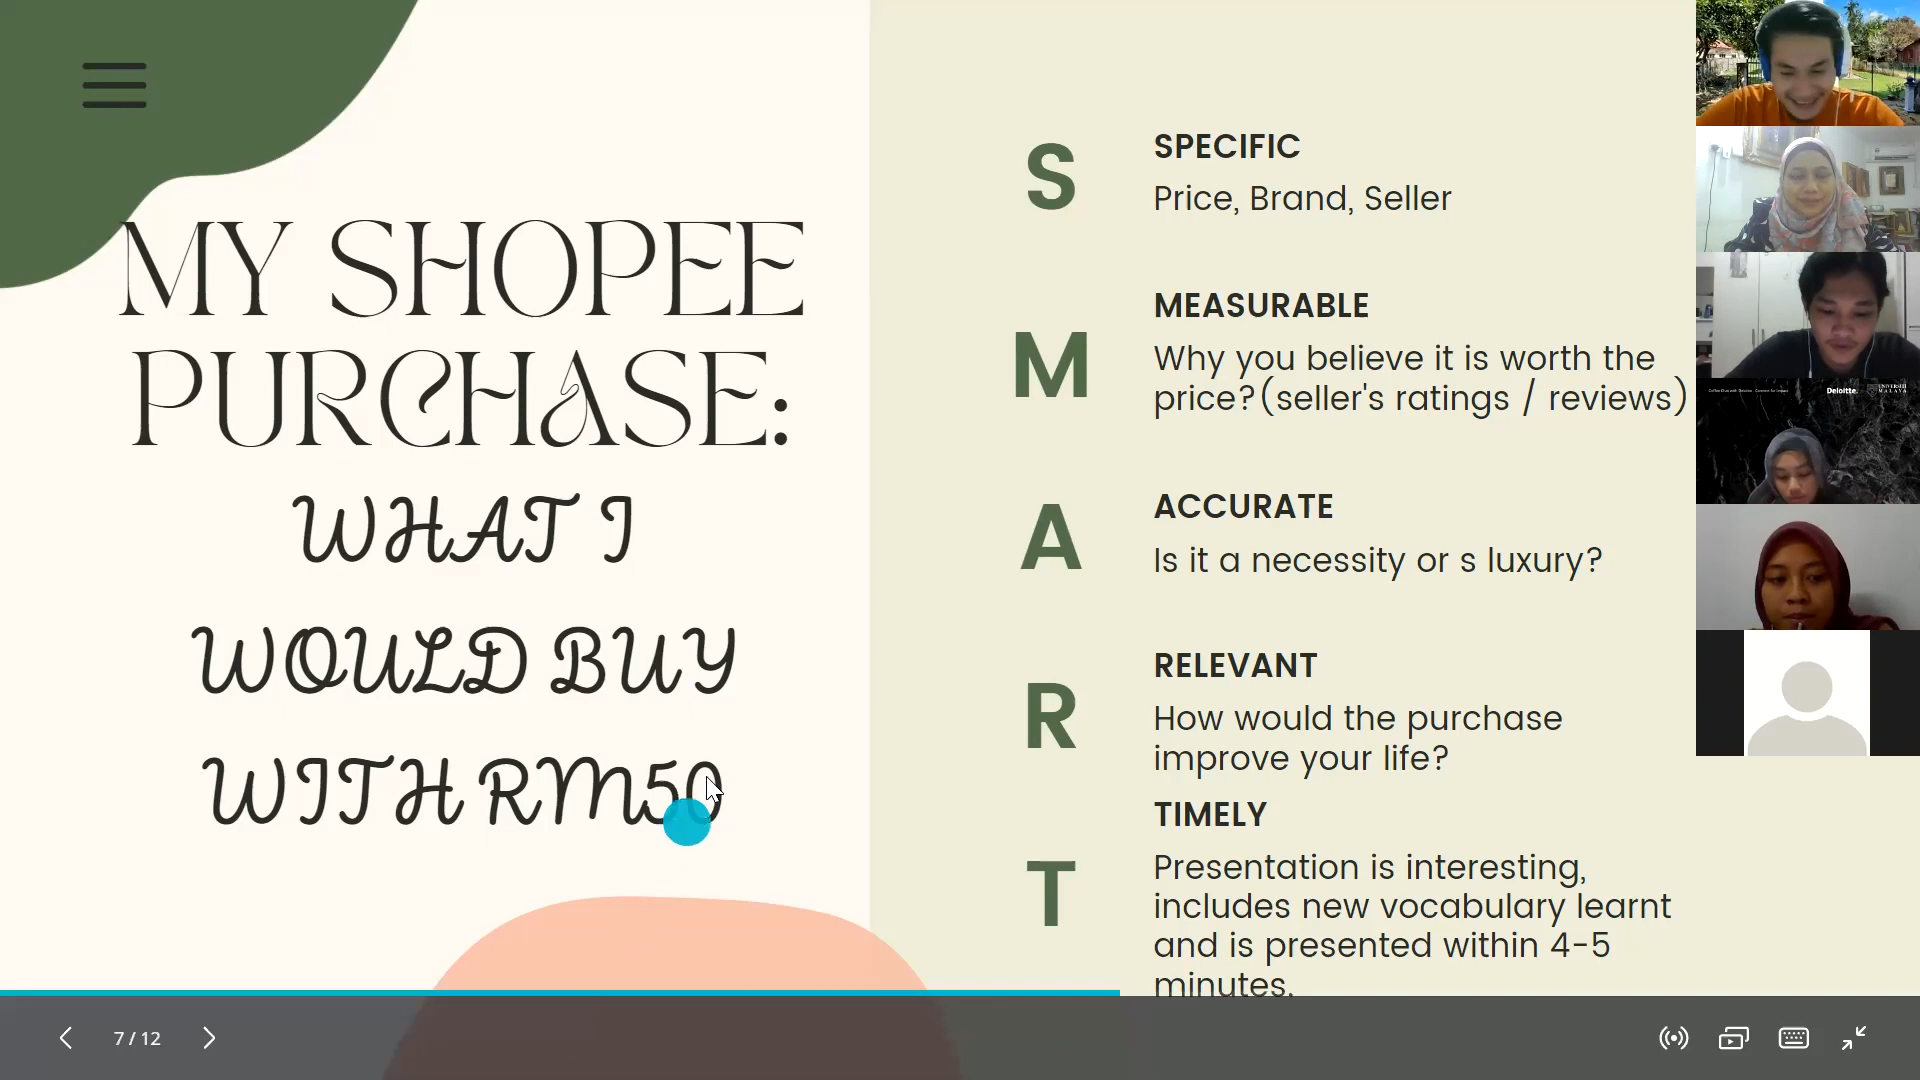 MY SHOPEE
PURCHASE:
WHAT I
WOULD BUY
WITH RM50
S
SPECIFIC
Price, Brand, Seller
M
MEASURABLE
Why you believe it is worth the
price?(seller's ratings / reviews)
A
ACCURATE
Is it a necessity or s luxury?
R
RELEVANT
How would the purchase
improve your life?
T
TIMELY
Presentation is interesting,
includes new vocabulary learnt
and is presented within 4-5
minutes.
Deloitte.
7 / 12